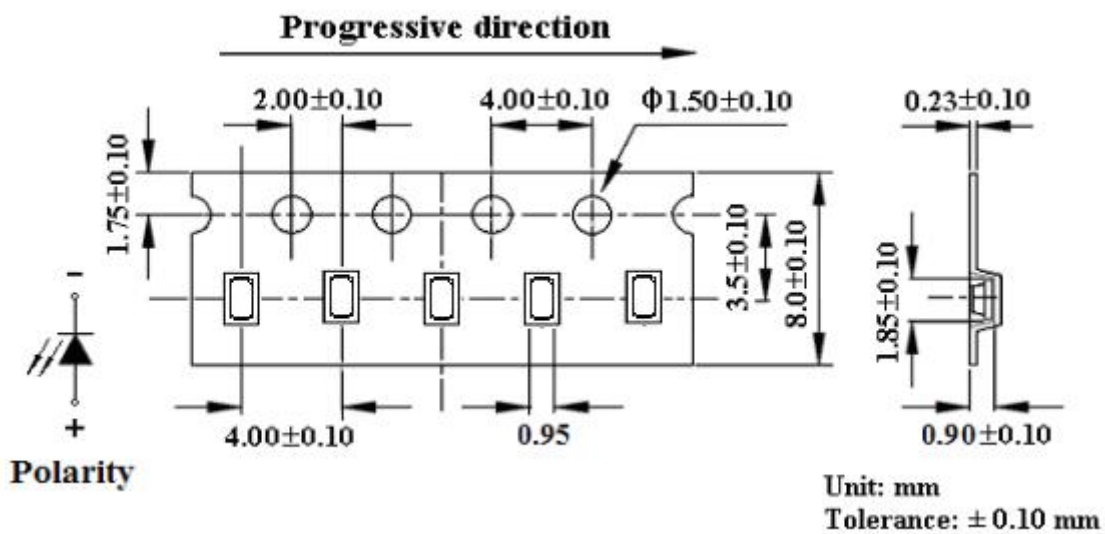 Progressive direction
2.00±0.10
4.00±0.10
Φ1.50±0.10
0.23±0.10
1.75±0.10
3.5±0.10
8.0±0.10
1.85±0.10
-
+
4.00±0.10
0.95
0.90±0.10
Polarity
Unit: mm
Tolerance: ±0.10 mm